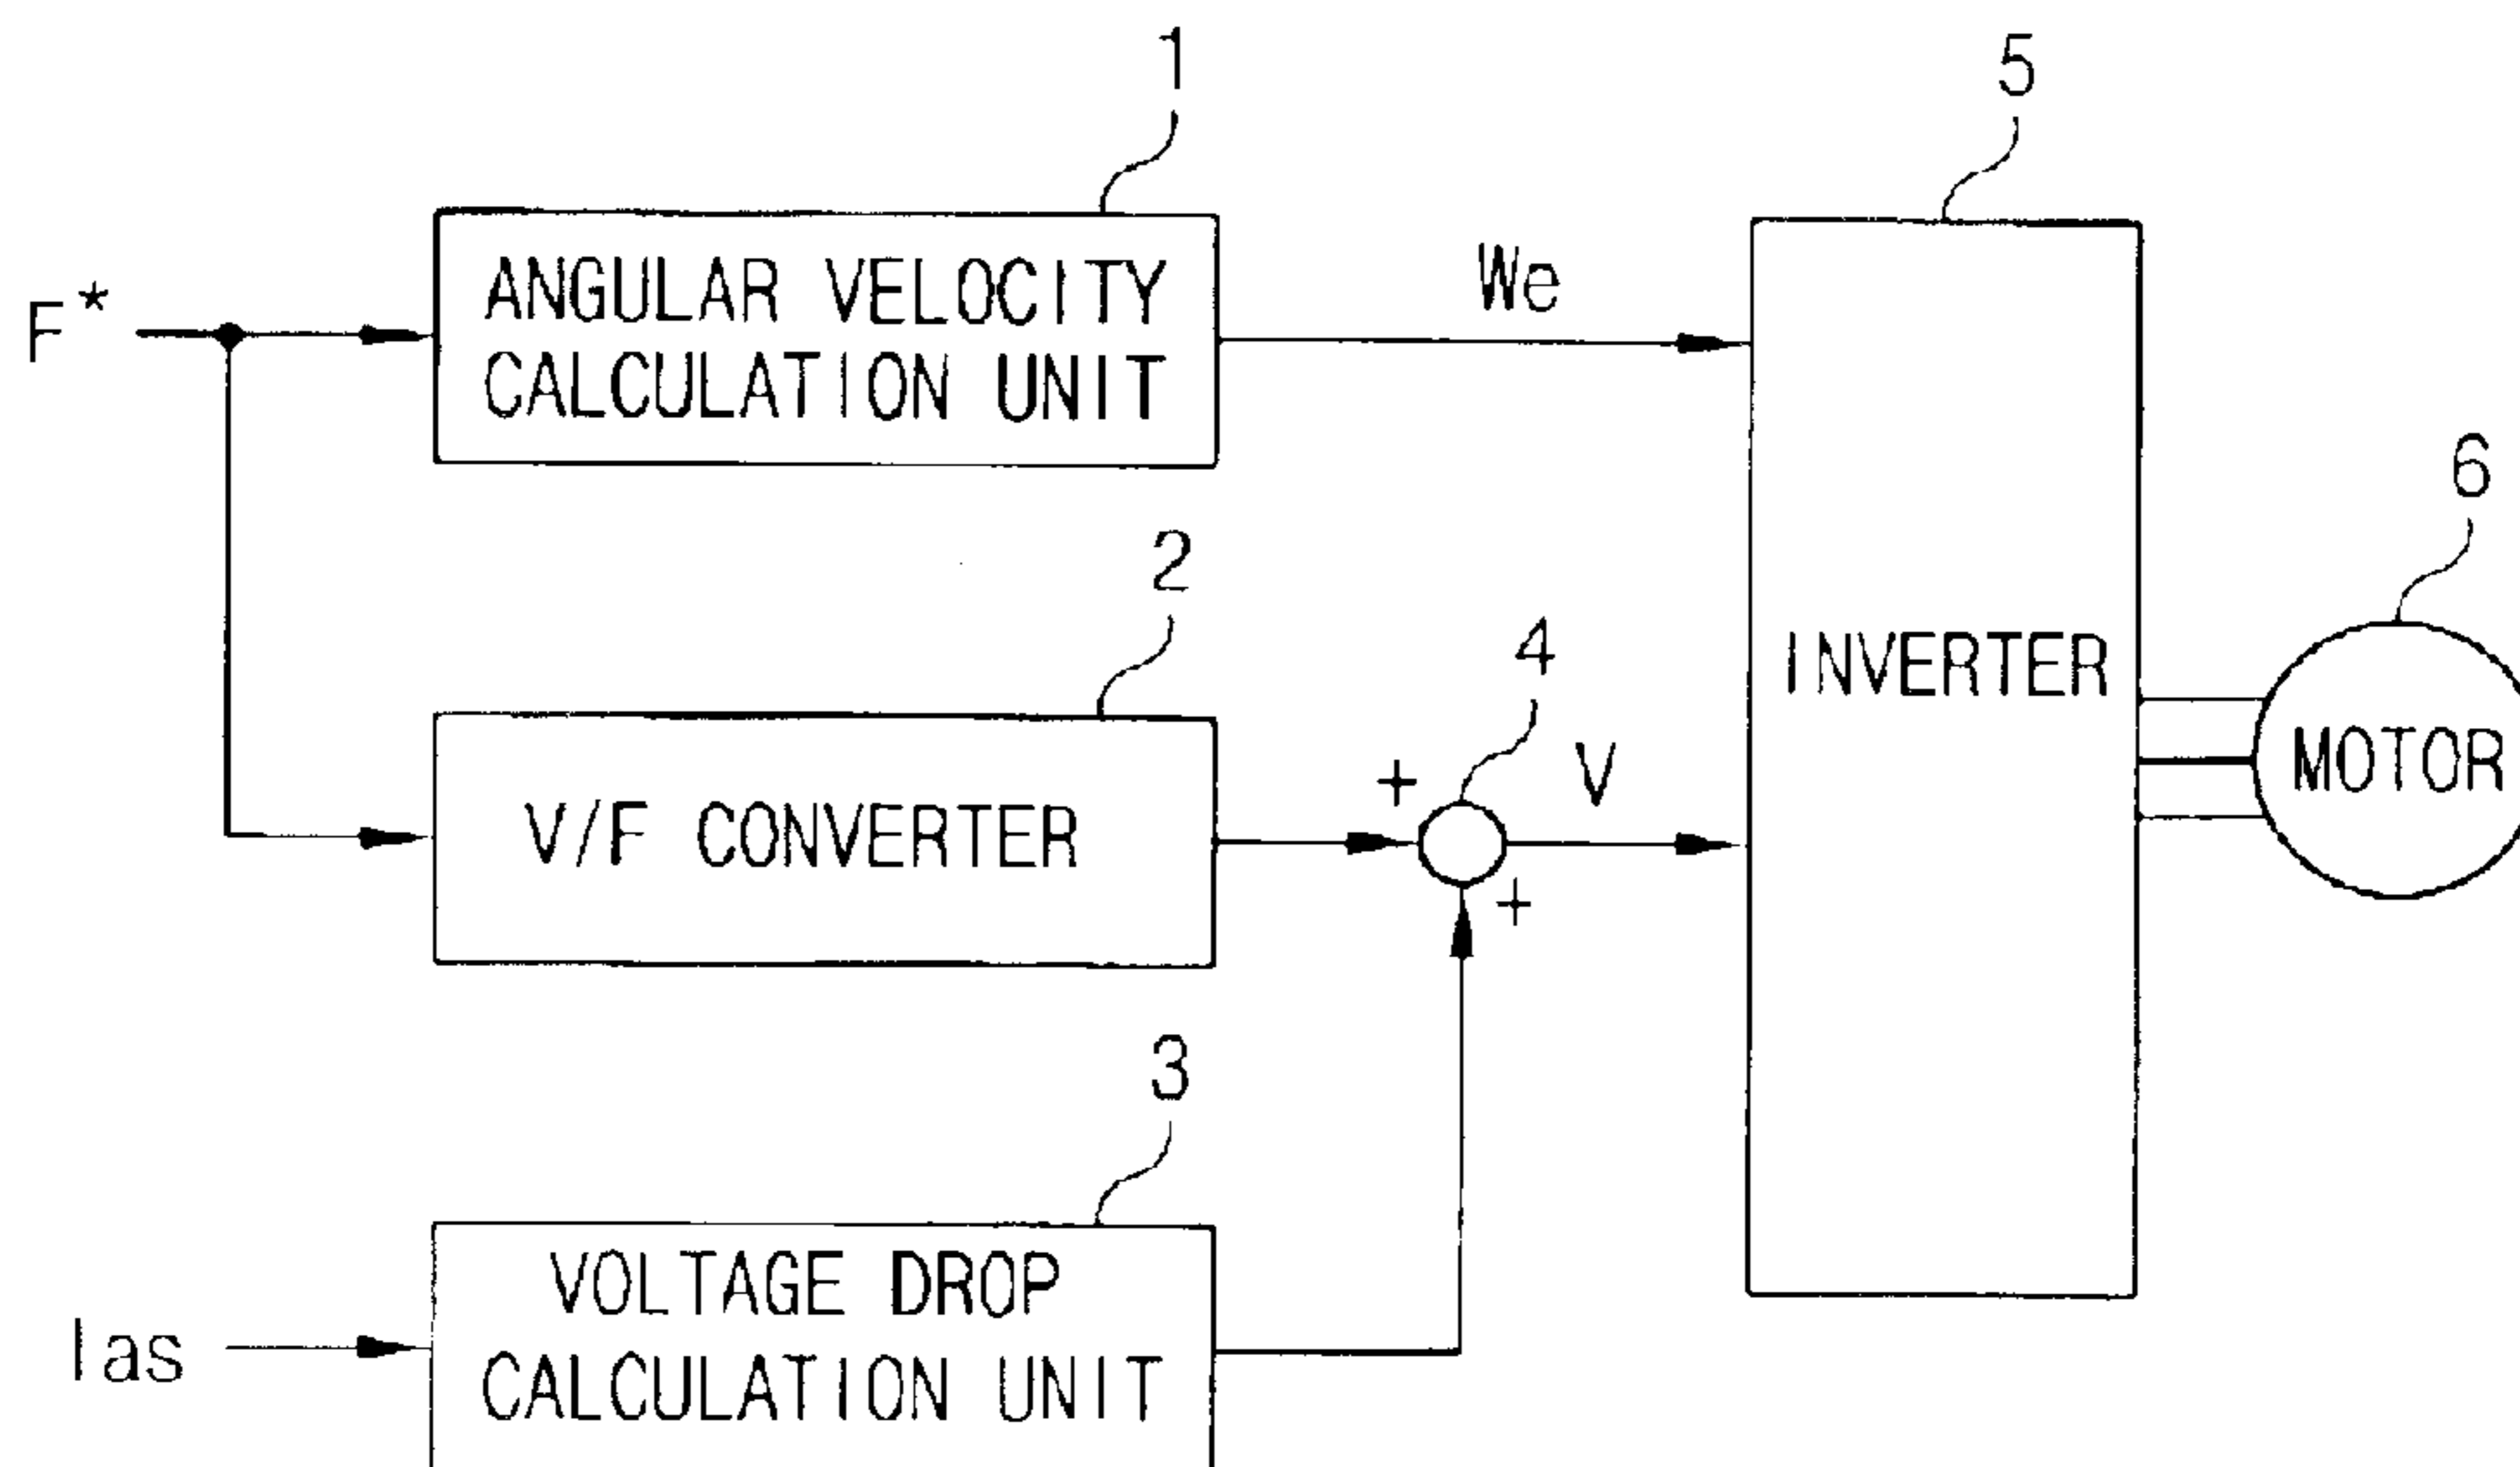 1
5
F*
ANGULAR VELOCITY
CALCULATION UNIT
We
6
2
4
INVERTER
V/F CONVERTER
+
V
MOTOR
+
3
Ias
VOLTAGE DROP
CALCULATION UNIT